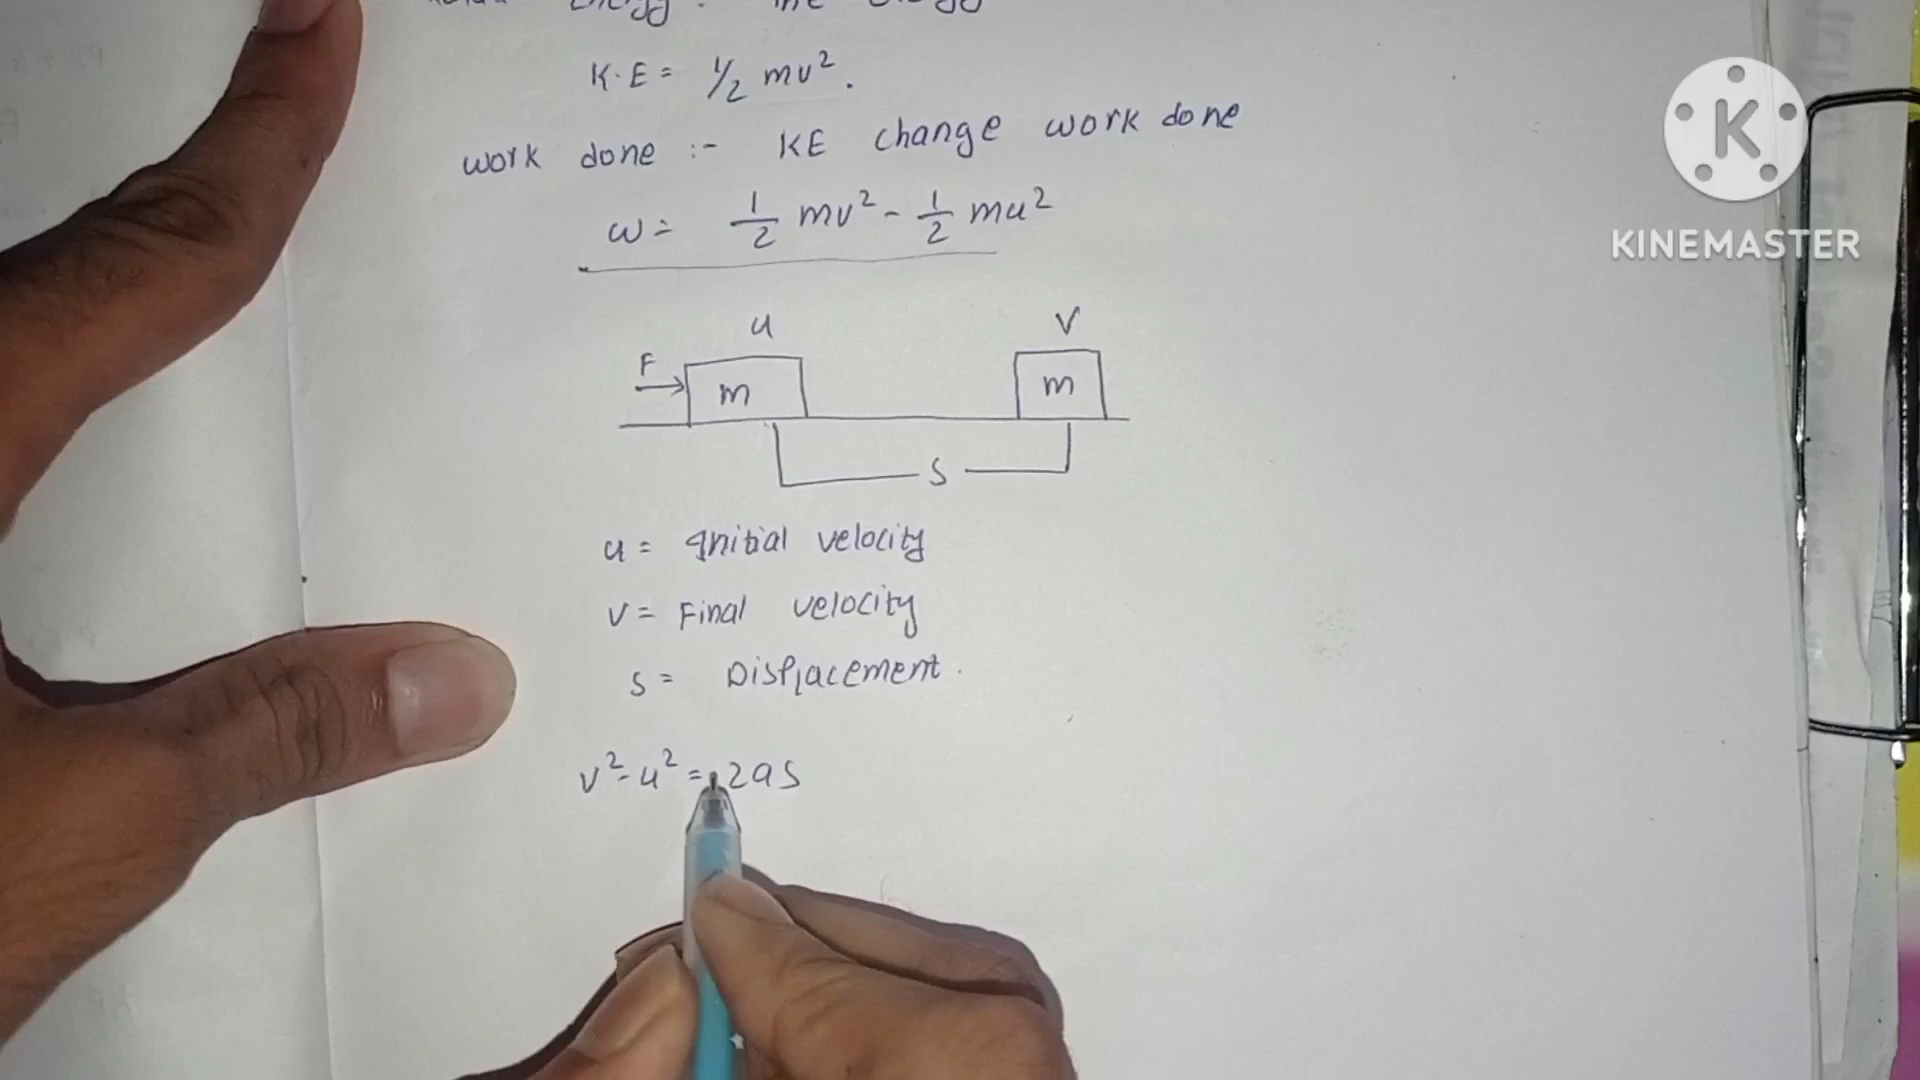 K.E = 1/2 mv².
work done :- KE change work done
w = 1/2 mv² - 1/2 mu²
u v
F m m
s
u = Initial velocity
v = Final velocity
s = Displacement.
v² - u² = 2as
K
KINEMASTER